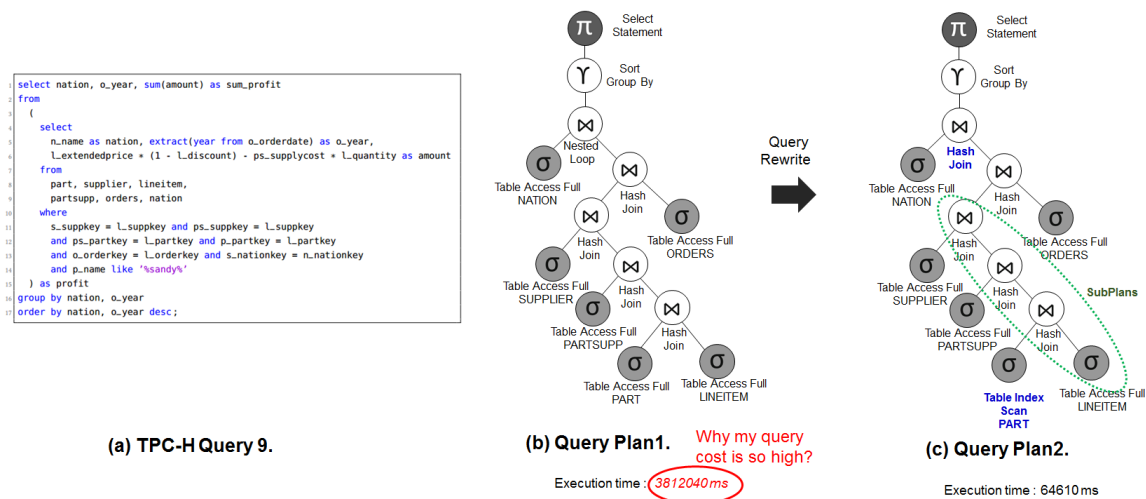 1 select nation, o_year, sum(amount) as sum_profit
2 from
3 (
4 select
5 n_name as nation, extract(year from o_orderdate) as o_year,
6 l_extendedprice * (1 - l_discount) - ps_supplycost * l_quantity as amount
7 from
8 part, supplier, lineitem,
9 partsupp, orders, nation
10 where
11 s_suppkey = l_suppkey and ps_suppkey = l_suppkey
12 and ps_partkey = l_partkey and p_partkey = l_partkey
13 and o_orderkey = l_orderkey and s_nationkey = n_nationkey
14 and p_name like '%sandy%'
15 ) as profit
16 group by nation, o_year
17 order by nation, o_year desc;
(a) TPC-H Query 9.
π
Select
Statement
γ
Sort
Group By
⋈
Nested
Loop
σ
Table Access Full
NATION
⋈
Hash
Join
⋈
Hash
Join
σ
Table Access Full
ORDERS
σ
Table Access Full
SUPPLIER
⋈
Hash
Join
σ
Table Access Full
PARTSUPP
⋈
Hash
Join
σ
Table Access Full
PART
σ
Table Access Full
LINEITEM
(b) Query Plan1.
Why my query
cost is so high?
Execution time : 3812040 ms
Query
Rewrite
π
Select
Statement
γ
Sort
Group By
⋈
Hash
Join
σ
Table Access Full
NATION
⋈
Hash
Join
⋈
Hash
Join
σ
Table Access Full
ORDERS
σ
Table Access Full
SUPPLIER
⋈
Hash
Join
SubPlans
σ
Table Access Full
PARTSUPP
⋈
Hash
Join
σ
Table Index
Scan
PART
σ
Table Access Full
LINEITEM
(c) Query Plan2.
Execution time : 64610 ms